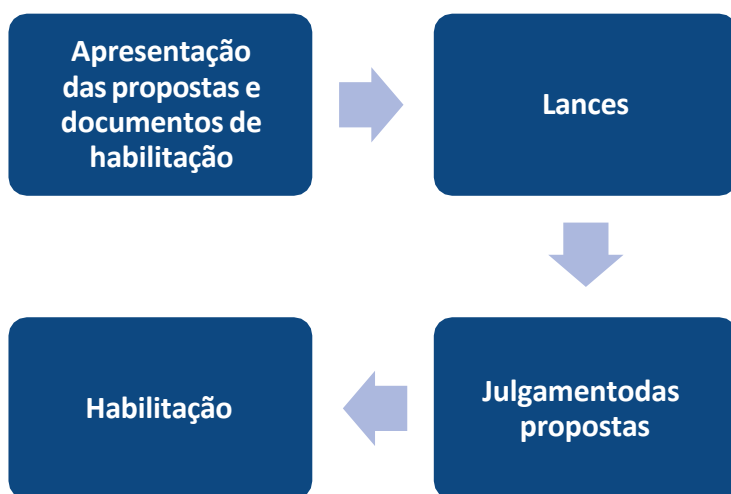 Apresentação
das propostas e
documentos de
habilitação
Lances
Julgamentodas
propostas
Habilitação